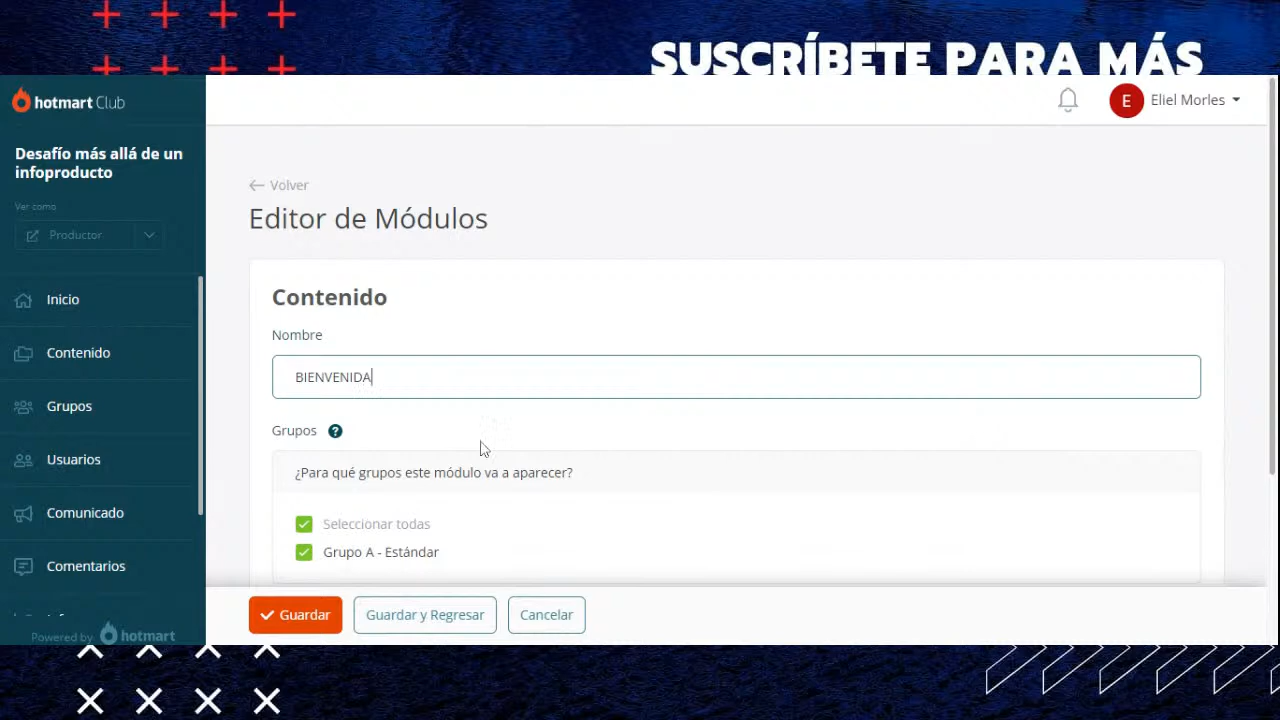 SUSCRÍBETE PARA MÁS
hotmart Club
E
Eliel Morles
Desafío más allá de un
infoproducto
Ver como
Productor
Inicio
Contenido
Grupos
Usuarios
Comunicado
Comentarios
Powered by hotmart
Volver
Editor de Módulos
Contenido
Nombre
BIENVENIDA
Grupos ?
¿Para qué grupos este módulo va a aparecer?
Seleccionar todas
Grupo A - Estándar
Guardar
Guardar y Regresar
Cancelar